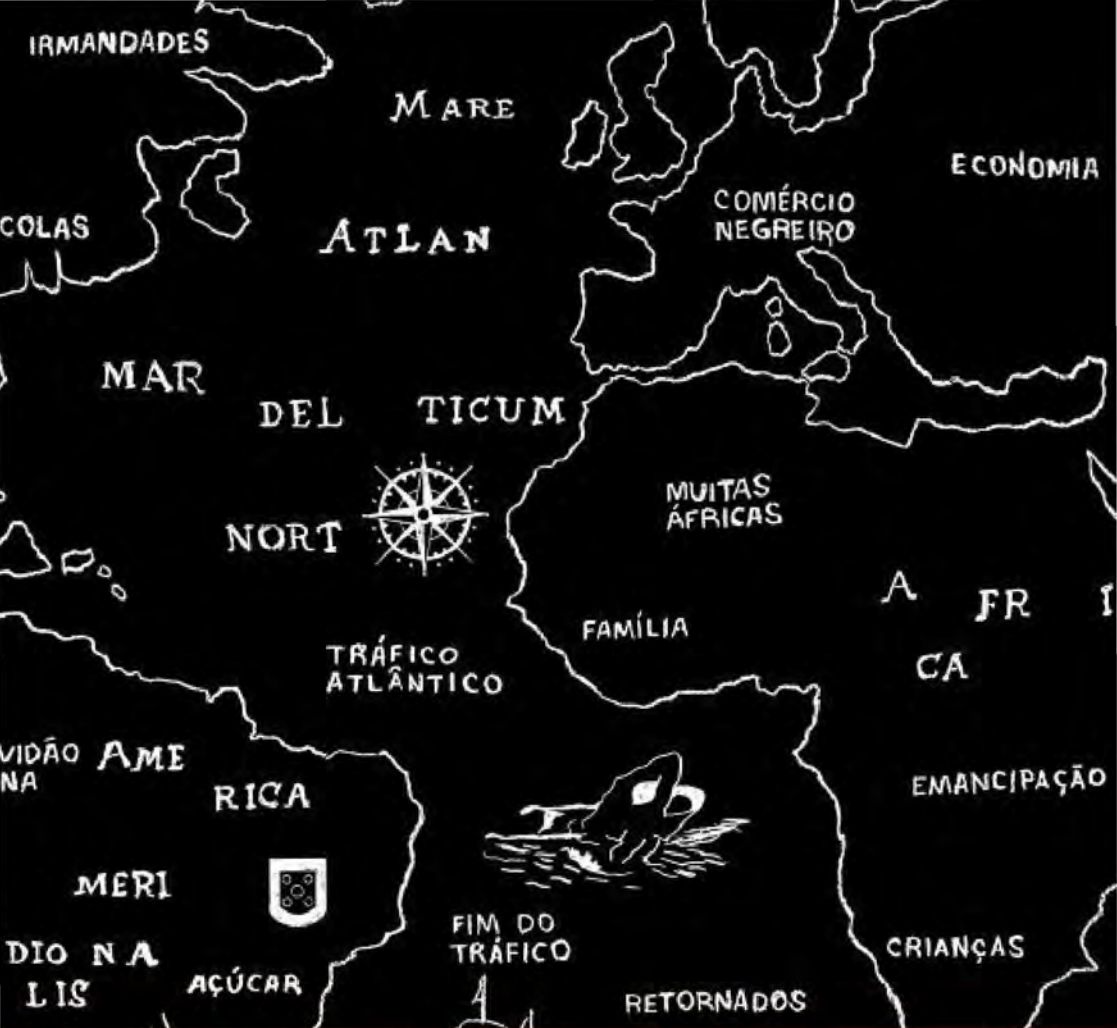 IRMANDADES
MARE
ECONOMIA
COMÉRCIO
NEGREIRO
COLAS
ATLAN
MAR
DEL
TICUM
MUITAS
ÁFRICAS
NORT
A
FR
I
CA
FAMÍLIA
TRÁFICO
ATLÂNTICO
VIDÃO
NA
AME
RICA
EMANCIPAÇÃO
MERI
FIM DO
TRÁFICO
CRIANÇAS
DIO NA
LIS
AÇÚCAR
RETORNADOS